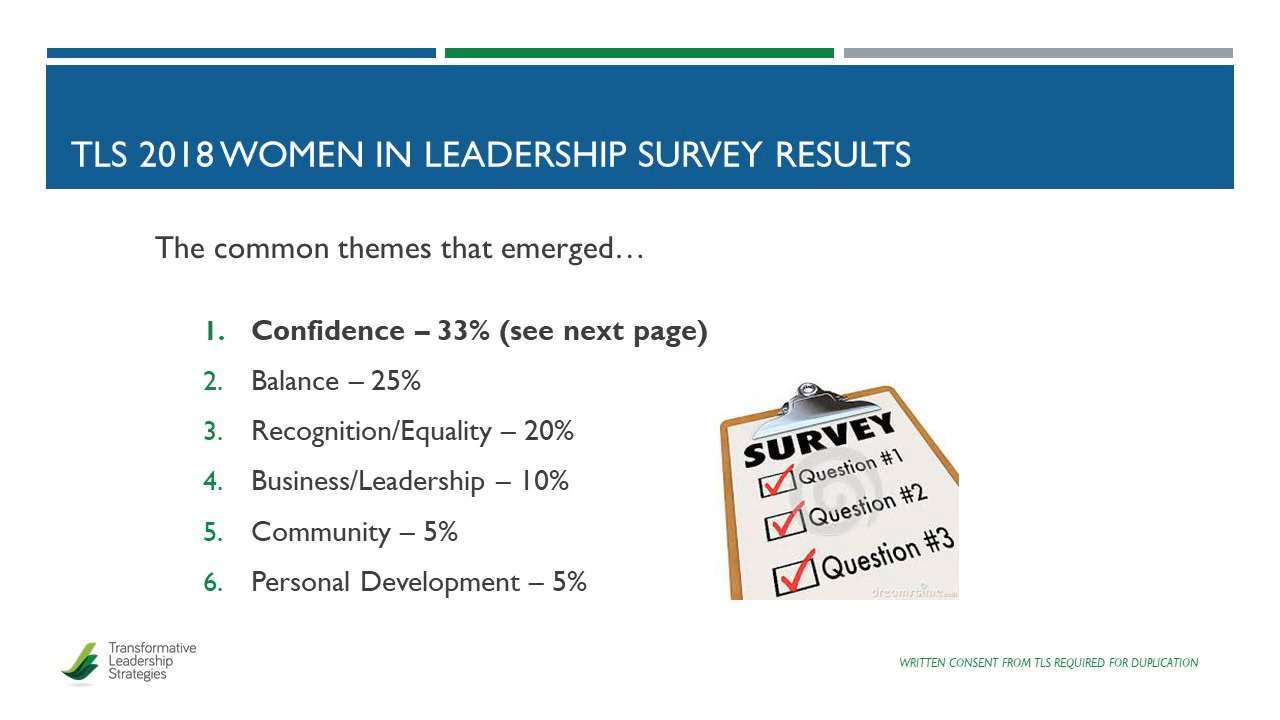 TLS 2018 WOMEN IN LEADERSHIP SURVEY RESULTS
The common themes that emerged…
1. Confidence – 33% (see next page)
2. Balance – 25%
3. Recognition/Equality – 20%
4. Business/Leadership – 10%
5. Community – 5%
6. Personal Development – 5%
SURVEY
Question #1
Question #2
Question #3
dreamstime.com
Transformative
Leadership
Strategies
WRITTEN CONSENT FROM TLS REQUIRED FOR DUPLICATION